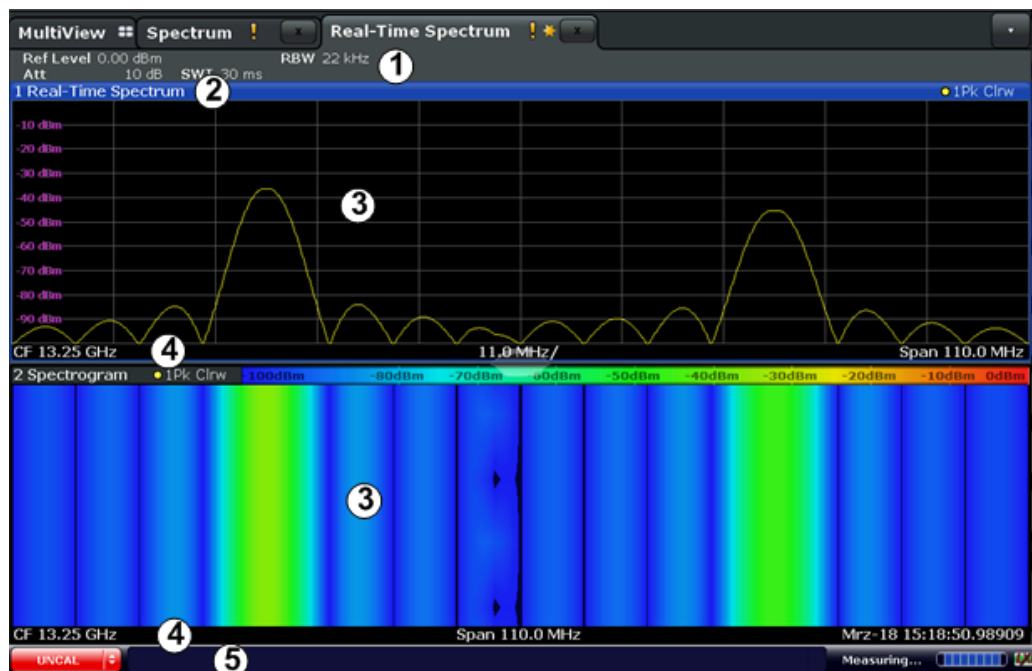 MultiView Spectrum ! x Real-Time Spectrum ! x
Ref Level 0.00 dBm RBW 22 kHz 1
Att 10 dB SWT 30 ms
1 Real-Time Spectrum 2 1Pk Clrw
-10 dBm
-20 dBm
-30 dBm
-40 dBm 3
-50 dBm
-60 dBm
-70 dBm
-80 dBm
-90 dBm
CF 13.25 GHz 4 11.0 MHz/ Span 110.0 MHz
2 Spectrogram 1Pk Clrw -100dBm -80dBm -70dBm -60dBm -50dBm -40dBm -30dBm -20dBm -10dBm 0dBm
3
CF 13.25 GHz 4 Span 110.0 MHz Mrz-18 15:18:50.98909
UNCAL 5 Measuring...